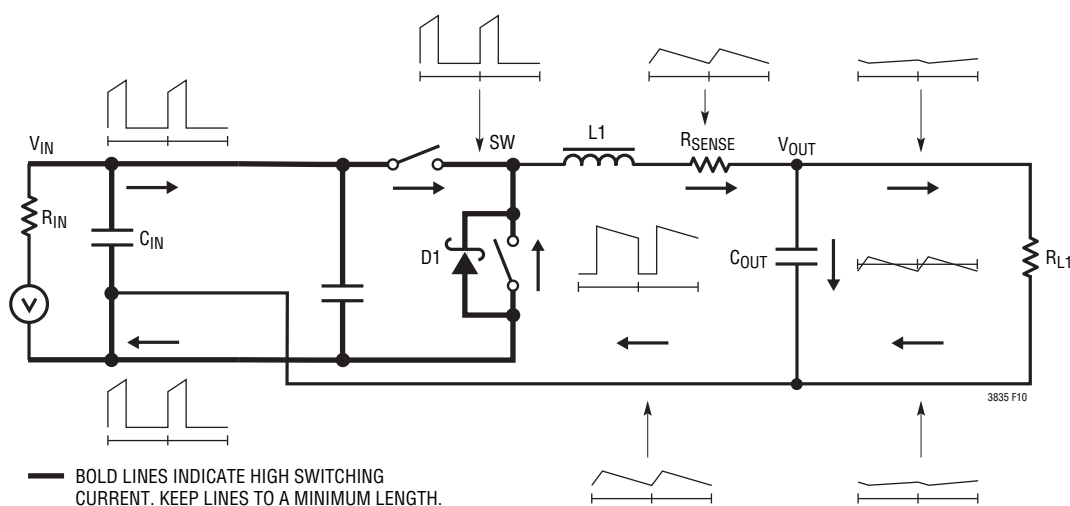 SW
L1
RSENSE
VOUT
VIN
RIN
CIN
D1
COUT
RL1
V
3835 F10
BOLD LINES INDICATE HIGH SWITCHING
CURRENT. KEEP LINES TO A MINIMUM LENGTH.